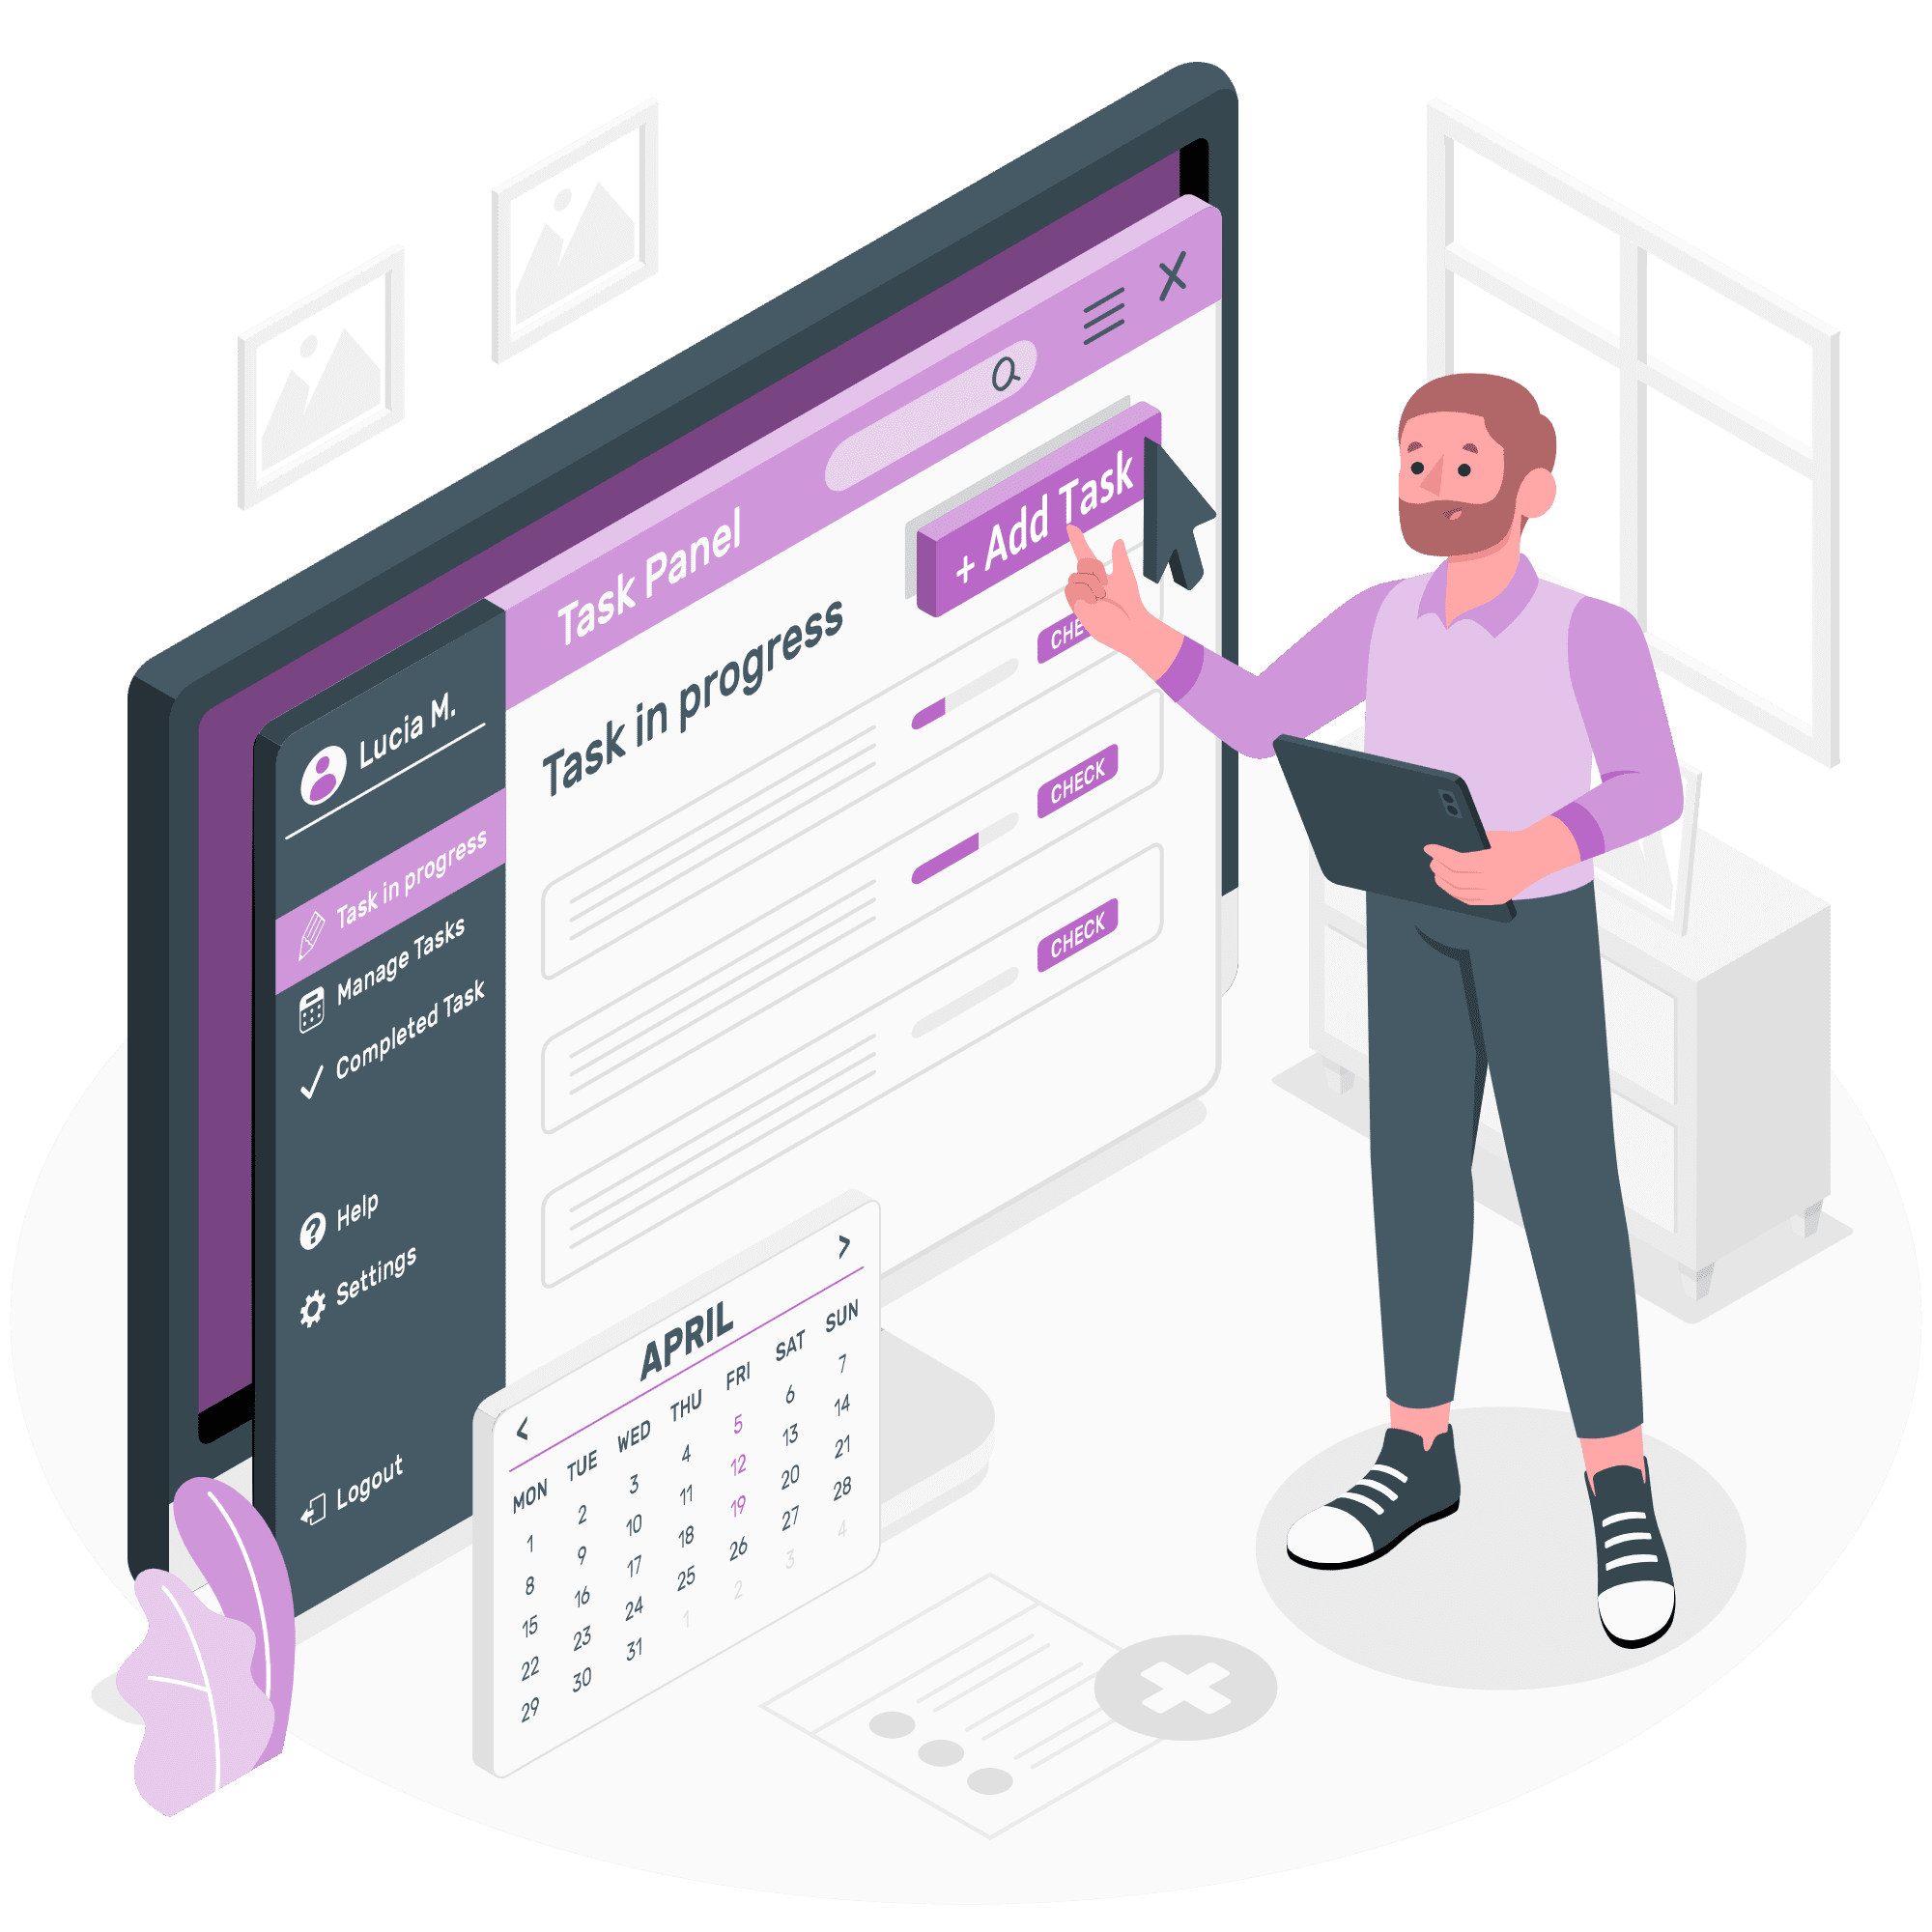 Task Panel
+ Add Task
Lucia M.
Task in progress
Manage Tasks
Completed Task
Help
Settings
Logout
Task in progress
CHE
CHECK
CHECK
< >
APRIL
MON TUE WED THU FRI SAT SUN
1 2 3 4 5 6 7
8 9 10 11 12 13 14
15 16 17 18 19 20 21
22 23 24 25 26 27 28
29 30 31 1 2 3 4